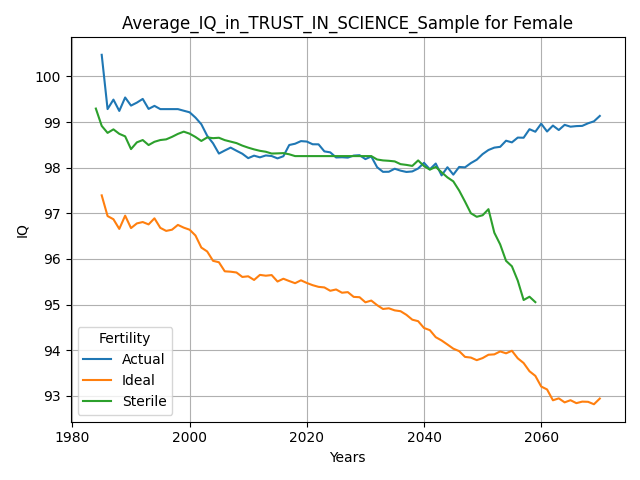 Average_IQ_in_TRUST_IN_SCIENCE_Sample for Female
100
99
98
97
96
95
94
93
IQ
Fertility
Actual
Ideal
Sterile
1980 2000 2020 2040 2060
Years